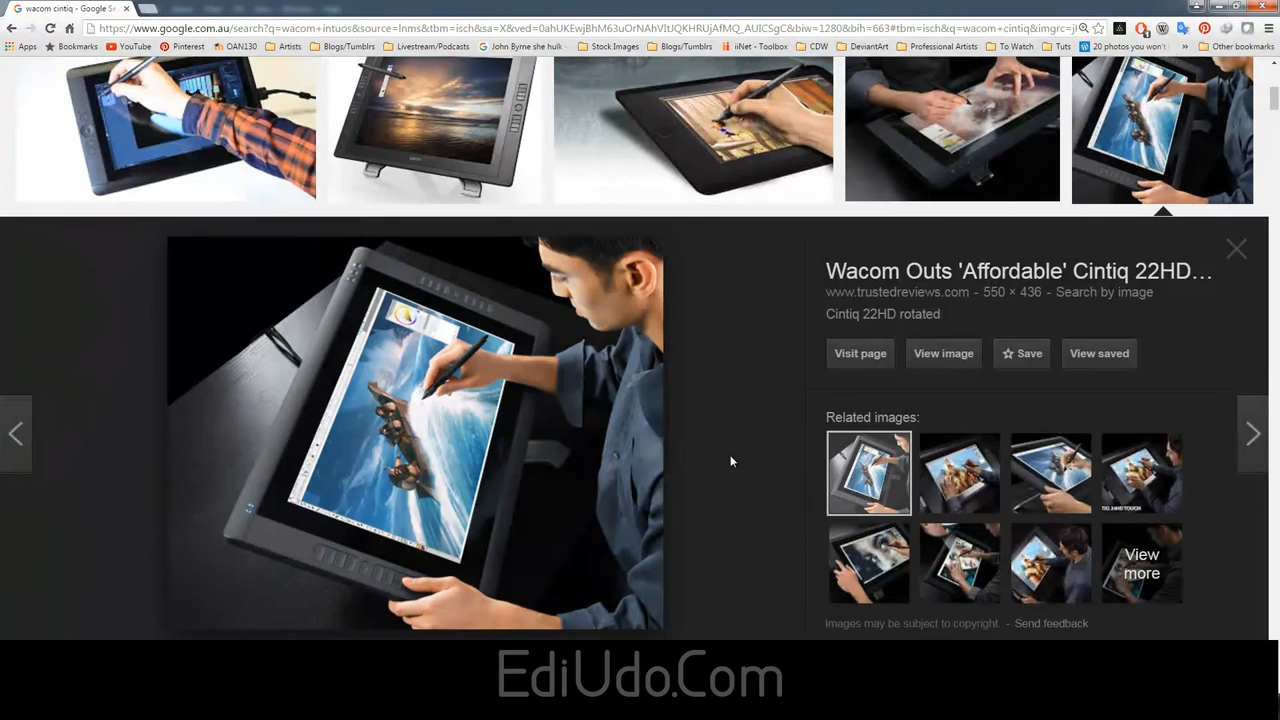 wacom cintiq - Google Se
https://www.google.com.au/search?q=wacom+intuos&source=lnms&tbm=isch&sa=X&ved=0ahUKEwjBhM63uOrNAhVItJQKHRUjAfMQ_AUICSgC&biw=1280&bih=663#tbm=isch&q=wacom+cintiq&imgrc=
Apps Bookmarks YouTube Pinterest OAN130 Artists Blogs/Tumblrs Livestream/Podcasts John Byrne she hulk Stock Images Blogs/Tumblrs iiNet - Toolbox CDW DeviantArt Professional Artists To Watch Tuts 20 photos you won't Other bookmarks
Wacom Outs 'Affordable' Cintiq 22HD...
www.trustedreviews.com - 550 × 436 - Search by image
Cintiq 22HD rotated
Visit page View image Save View saved
Related images:
View
more
Images may be subject to copyright. - Send feedback
EdiUdo.Com